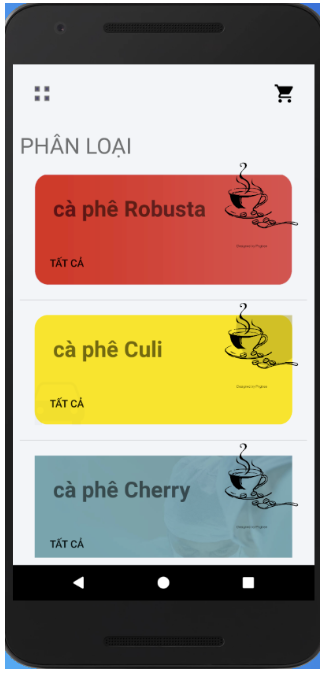 PHÂN LOẠI
cà phê Robusta
TẤT CẢ
cà phê Culi
TẤT CẢ
cà phê Cherry
TẤT CẢ